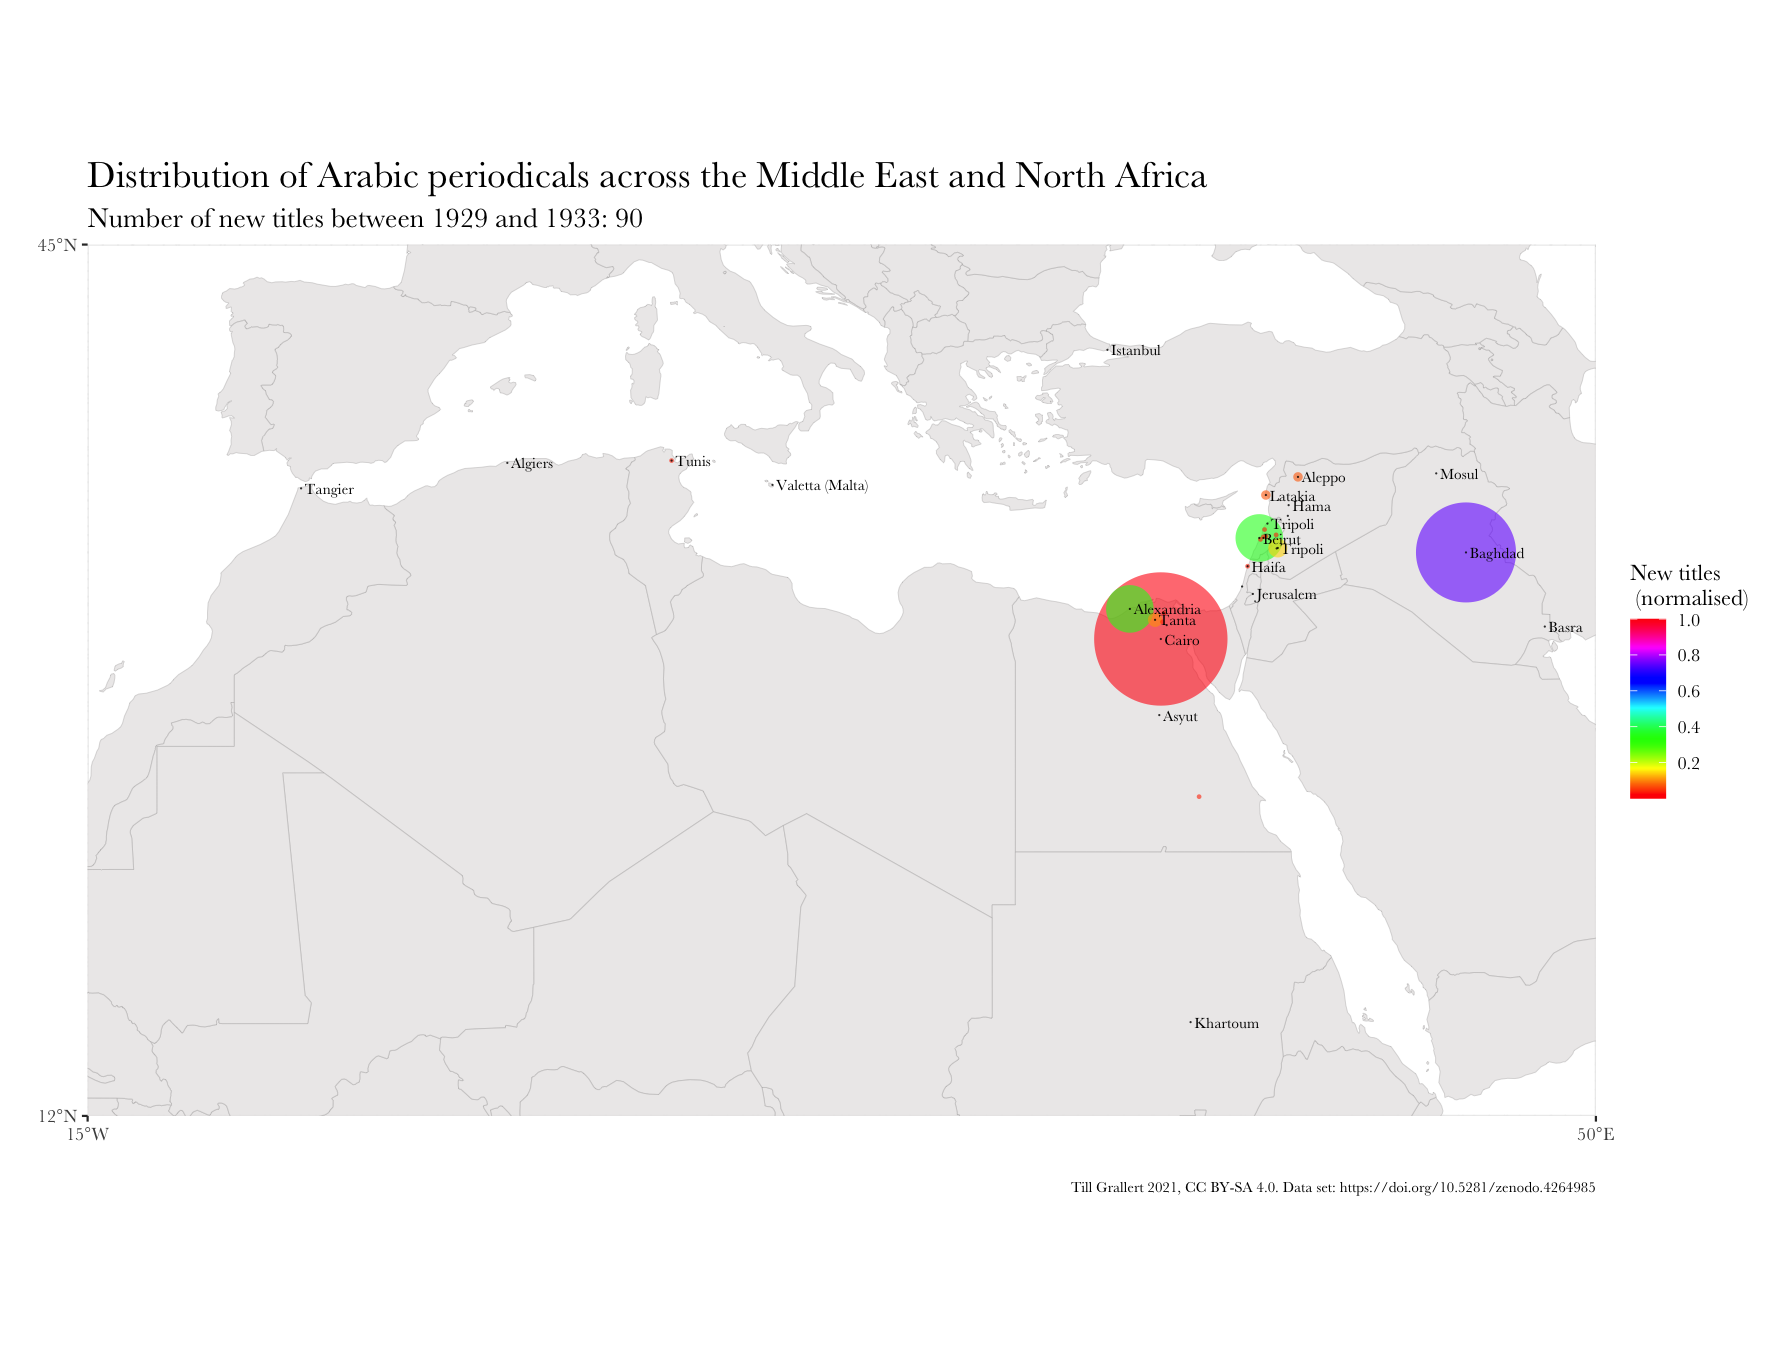 Distribution of Arabic periodicals across the Middle East and North Africa
Number of new titles between 1929 and 1933: 90
45°N
Istanbul
Algiers
Tunis
Tangier
Valetta (Malta)
Aleppo
Mosul
Latakia
Hama
Tripoli
Beirut
Tripoli
Baghdad
Haifa
Jerusalem
Alexandria
Tanta
Cairo
Basra
Asyut
Khartoum
New titles
(normalised)
1.0
0.8
0.6
0.4
0.2
12°N
15°W
50°E
Till Grallert 2021, CC BY-SA 4.0. Data set: https://doi.org/10.5281/zenodo.4264985